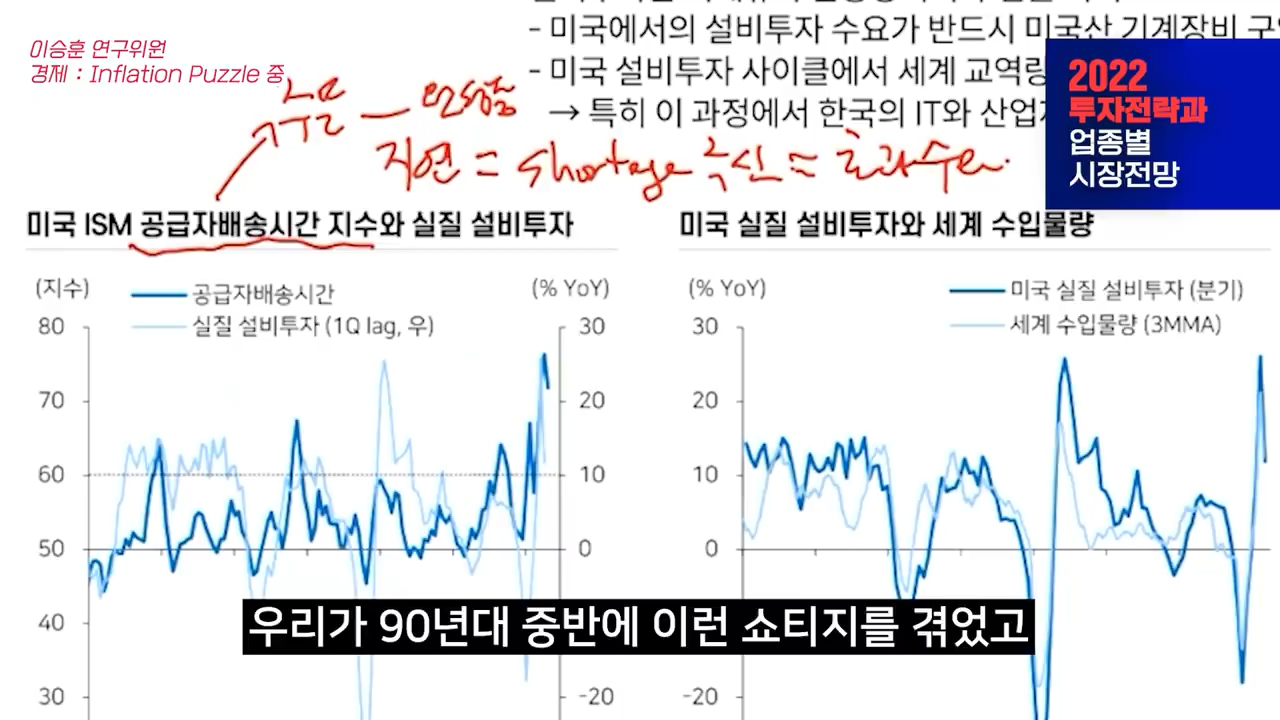 이승훈 연구위원
경제 : Inflation Puzzle 중
- 미국에서의 설비투자 수요가 반드시 미국산 기계장비 구
- 미국 설비투자 사이클에서 세계 교역량
→ 특히 이 과정에서 한국의 IT와 산업
2022
투자전략과
업종별
시장전망
지연 = shortage 극심 = 초과수요.
미국 ISM 공급자배송시간 지수와 실질 설비투자
(지수)
(% YoY)
공급자배송시간
실질 설비투자 (1Q lag, 우)
80
70
60
50
40
30
30
20
10
0
-20
미국 실질 설비투자와 세계 수입물량
(% YoY)
미국 실질 설비투자 (분기)
세계 수입물량 (3MMA)
30
20
10
0
-20
우리가 90년대 중반에 이런 쇼티지를 겪었고